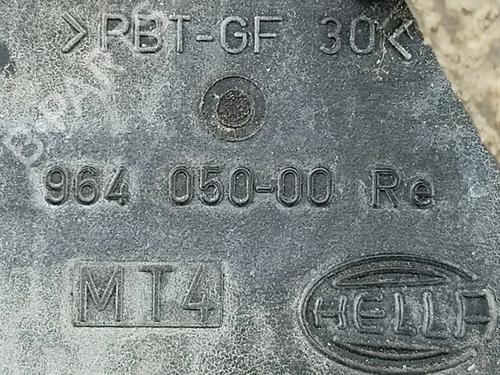 >PBT-GF 30<
964 050-00 Re
MT4
HELLA